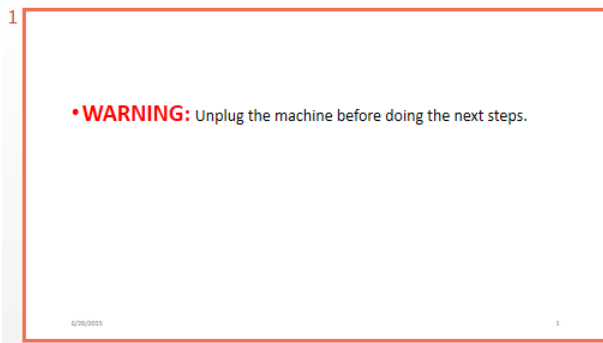 1
• WARNING: Unplug the machine before doing the next steps.
6/29/2015
1